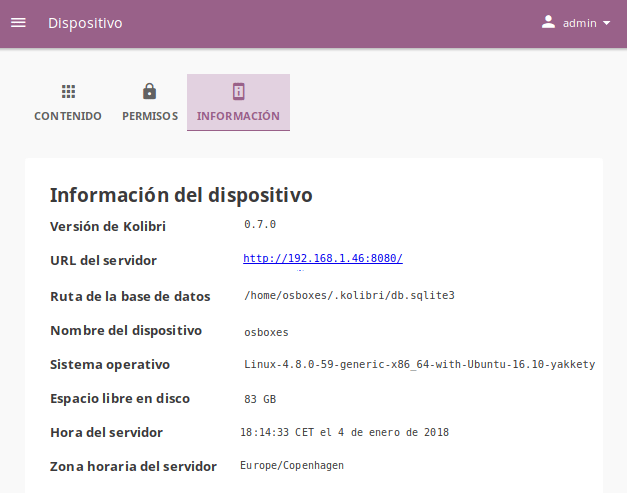 Dispositivo
admin
CONTENIDO PERMISOS INFORMACIÓN
Información del dispositivo
Versión de Kolibri 0.7.0
URL del servidor http://192.168.1.46:8080/
Ruta de la base de datos /home/osboxes/.kolibri/db.sqlite3
Nombre del dispositivo osboxes
Sistema operativo Linux-4.8.0-59-generic-x86_64-with-Ubuntu-16.10-yakkety
Espacio libre en disco 83 GB
Hora del servidor 18:14:33 CET el 4 de enero de 2018
Zona horaria del servidor Europe/Copenhagen